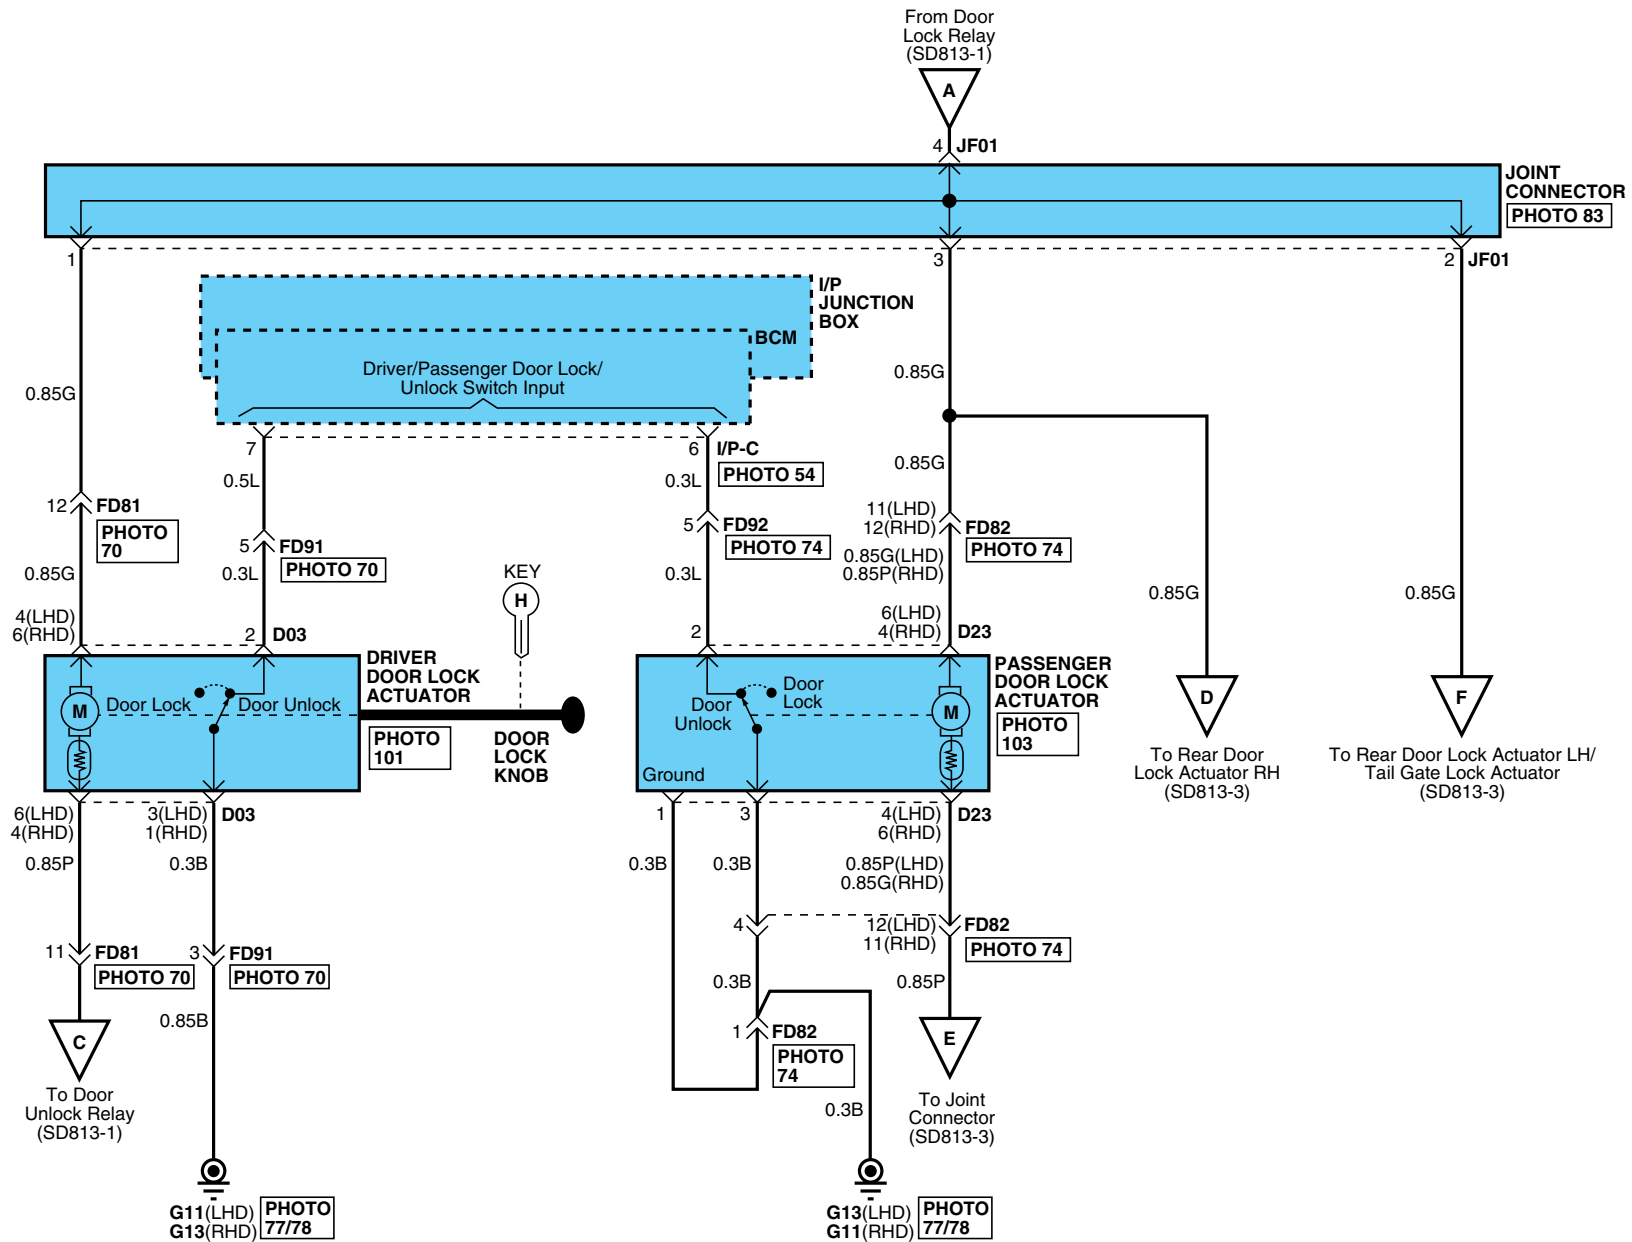 From Door
Lock Relay
(SD813-1)
A
4 JF01
JOINT
CONNECTOR
PHOTO 83
1
3
2 JF01
I/P
JUNCTION
BOX
BCM
Driver/Passenger Door Lock/
Unlock Switch Input
0.85G
0.85G
7
6 I/P-C
PHOTO 54
0.5L
0.3L
0.85G
12 FD81
PHOTO
70
5 FD91
PHOTO 70
5 FD92
PHOTO 74
11(LHD)
12(RHD)
FD82
PHOTO 74
0.85G
0.3L
0.3L
0.85G(LHD)
0.85P(RHD)
KEY
H
0.85G
0.85G
4(LHD)
6(RHD)
2 D03
2
6(LHD)
4(RHD)
D23
DRIVER
DOOR LOCK
ACTUATOR
PHOTO
101
M
Door Lock
Door Unlock
DOOR
LOCK
KNOB
Door
Unlock
Door
Lock
M
Ground
PASSENGER
DOOR LOCK
ACTUATOR
PHOTO
103
D
To Rear Door
Lock Actuator RH
(SD813-3)
F
To Rear Door Lock Actuator LH/
Tail Gate Lock Actuator
(SD813-3)
6(LHD)
4(RHD)
3(LHD)
1(RHD)
D03
1
3
4(LHD)
6(RHD)
D23
0.85P
0.3B
0.3B
0.3B
0.85P(LHD)
0.85G(RHD)
11 FD81
PHOTO 70
3 FD91
PHOTO 70
4
12(LHD)
11(RHD)
FD82
PHOTO 74
0.3B
0.85P
0.85B
1 FD82
PHOTO
74
C
To Door
Unlock Relay
(SD813-1)
E
To Joint
Connector
(SD813-3)
0.3B
G11(LHD)
G13(RHD)
PHOTO
77/78
G13(LHD)
G11(RHD)
PHOTO
77/78